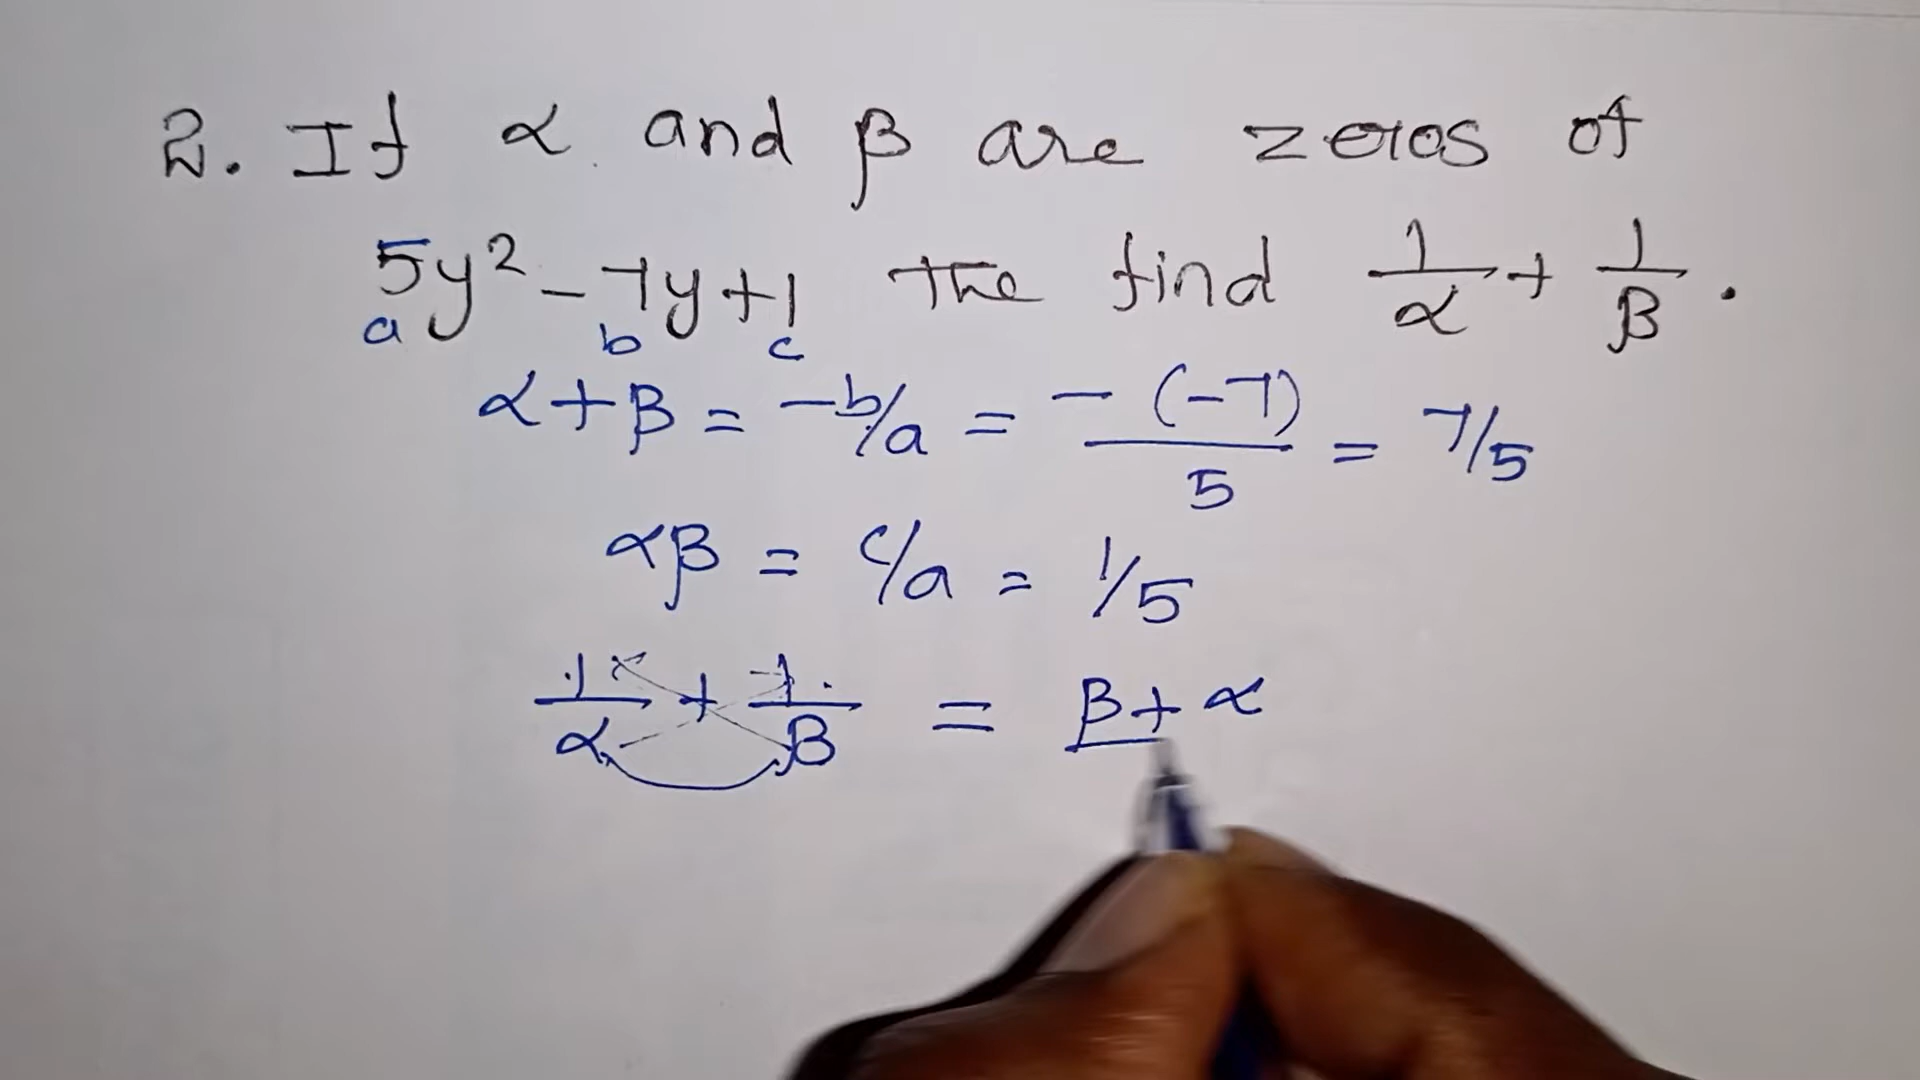 2. If α and β are zeros of
5y² - 7y + 1 the find 1/α + 1/β.
a b c
α + β = -b/a = -(-7)/5 = 7/5
αβ = c/a = 1/5
1/α + 1/β = β + α